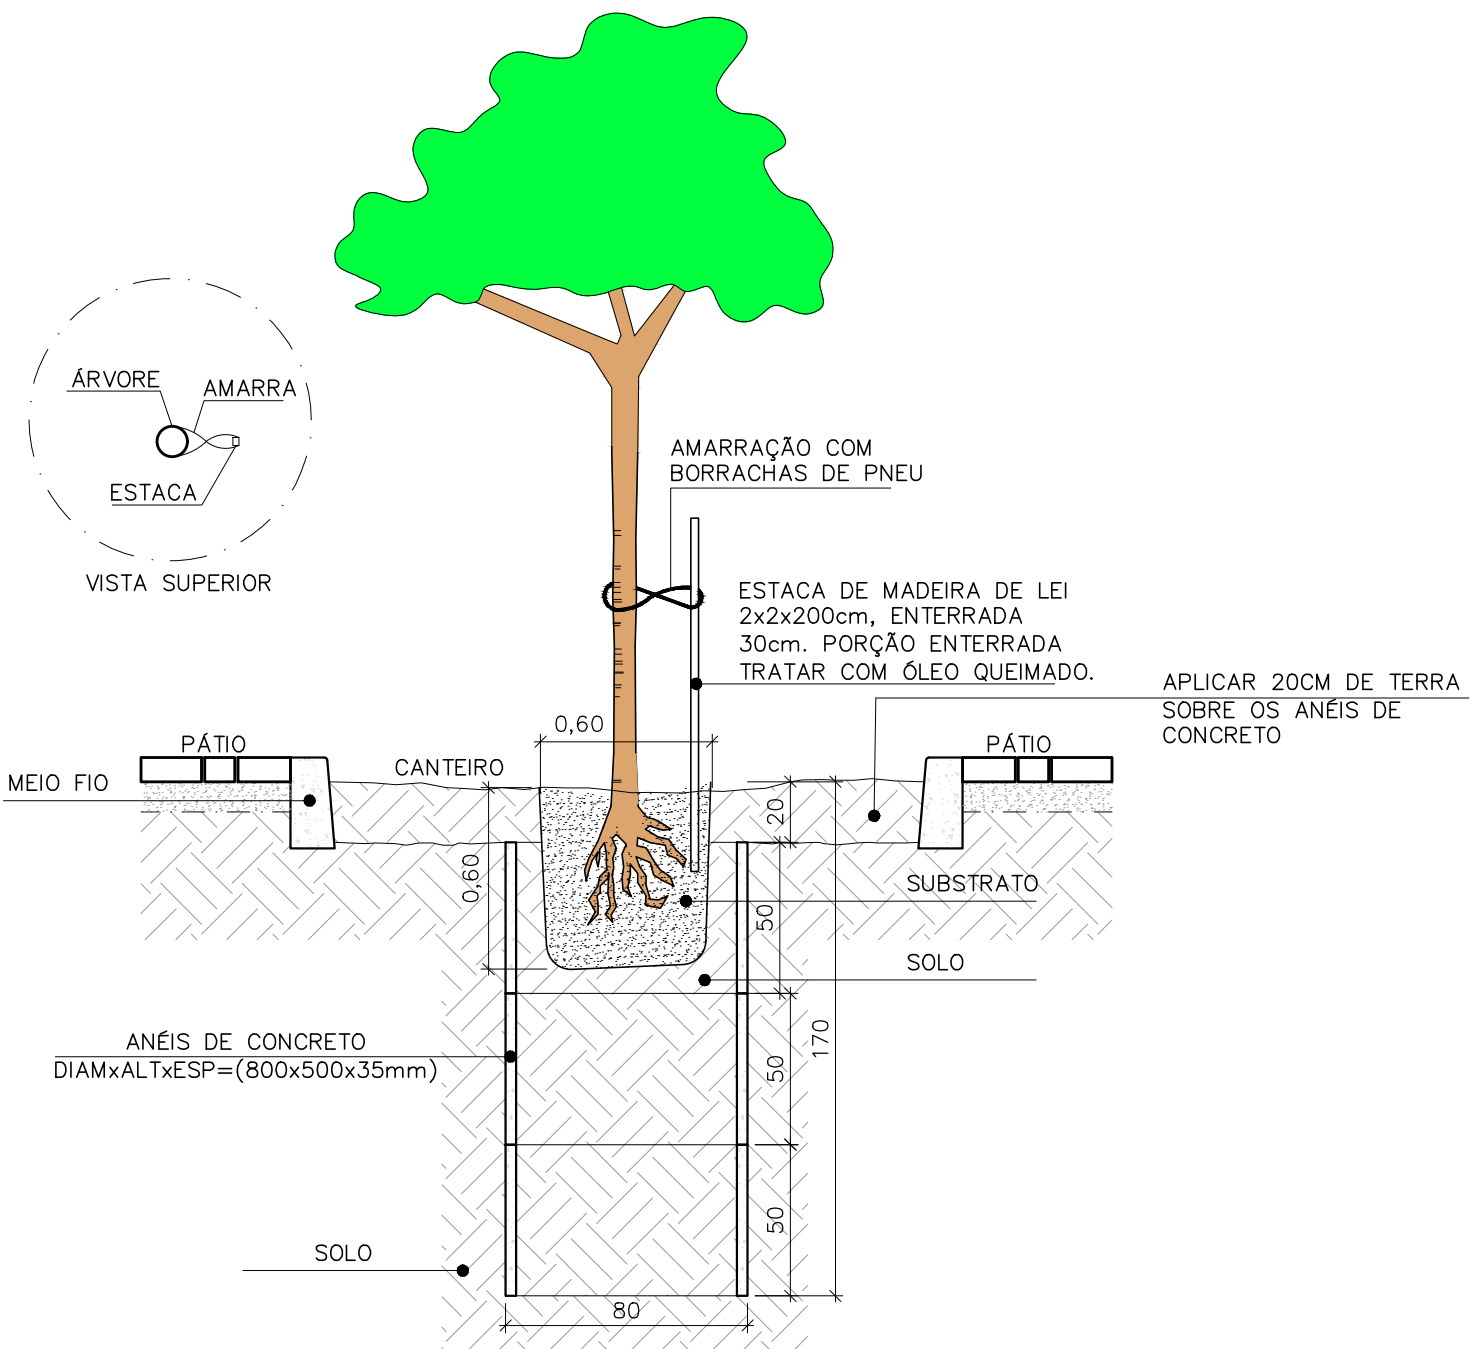 ÁRVORE
AMARRA
ESTACA
VISTA SUPERIOR
AMARRAÇÃO COM
BORRACHAS DE PNEU
ESTACA DE MADEIRA DE LEI
2x2x200cm, ENTERRADA
30cm. PORÇÃO ENTERRADA
TRATAR COM ÓLEO QUEIMADO.
APLICAR 20CM DE TERRA
SOBRE OS ANÉIS DE
CONCRETO
0,60
PÁTIO
PÁTIO
CANTEIRO
MEIO FIO
20
0,60
SUBSTRATO
50
SOLO
ANÉIS DE CONCRETO
DIAMxALTxESP=(800x500x35mm)
50
170
50
SOLO
80